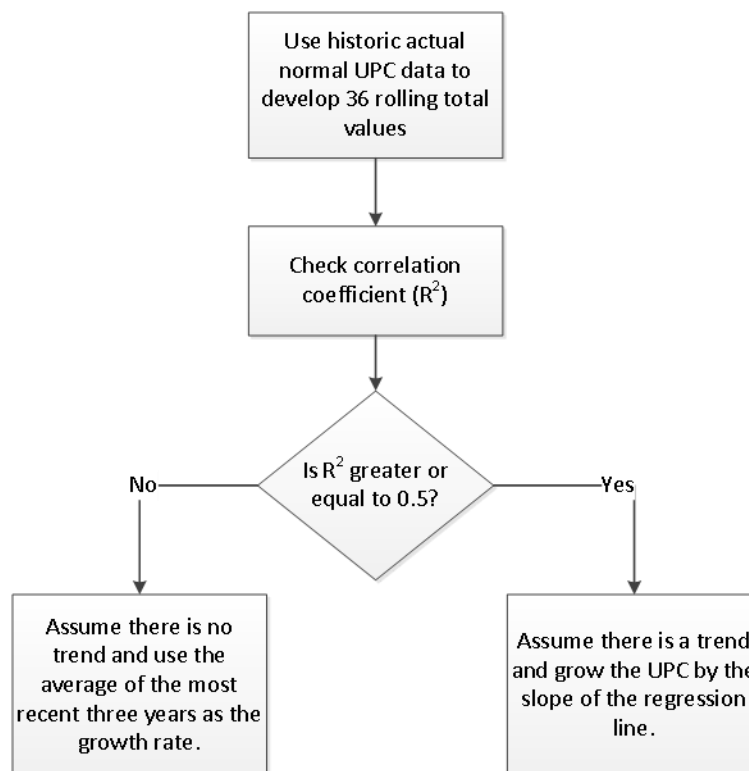 Use historic actual
normal UPC data to
develop 36 rolling total
values
Check correlation
coefficient (R²)
Is R² greater or
equal to 0.5?
No
Yes
Assume there is no
trend and use the
average of the most
recent three years as the
growth rate.
Assume there is a trend
and grow the UPC by the
slope of the regression
line.